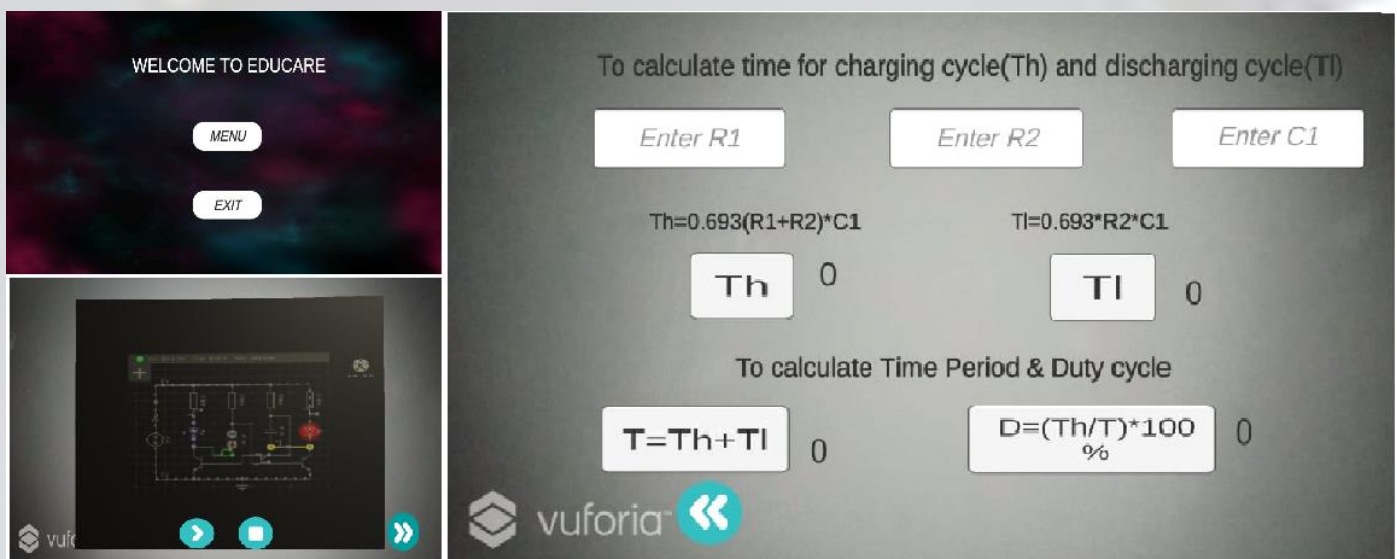 WELCOME TO EDUCARE
MENU
EXIT
vufo
To calculate time for charging cycle(Th) and discharging cycle(Tl)
Enter R1
Enter R2
Enter C1
Th=0.693(R1+R2)*C1
Tl=0.693*R2*C1
Th
0
Tl
0
To calculate Time Period & Duty cycle
T=Th+Tl
0
D=(Th/T)*100
%
0
vuforia™